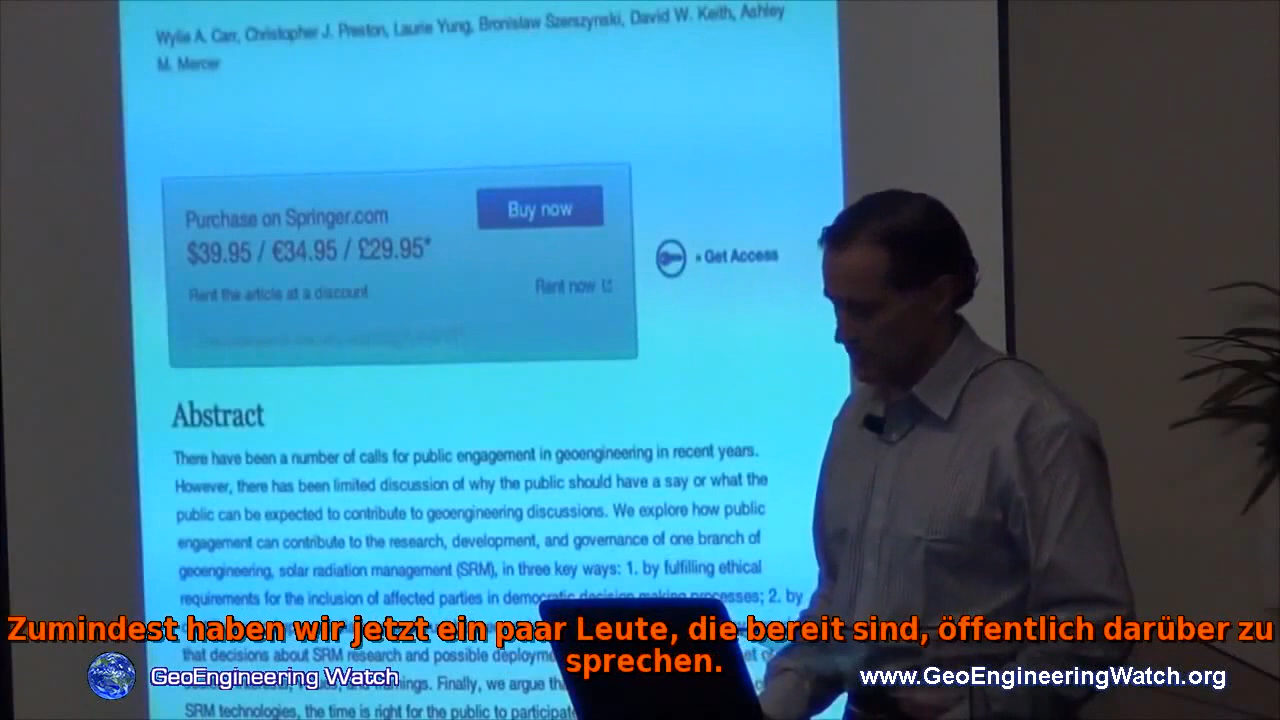 Wylie A. Carr, Christopher J. Preston, Laurie Yung, Bronislaw Szerszynski, David W. Keith, Ashley
M. Mercer
Purchase on Springer.com
Buy now
$39.95 / €34.95 / £29.95*
Rent the article at a discount
Rent now
Get Access
Abstract
There have been a number of calls for public engagement in geoengineering in recent years.
However, there has been limited discussion of why the public should have a say or what the
public can be expected to contribute to geoengineering discussions. We explore how public
engagement can contribute to the research, development, and governance of one branch of
geoengineering, solar radiation management (SRM), in three key ways: 1. by fulfilling ethical
requirements for the inclusion of affected parties in democratic decision making processes; 2. by
Zumindest haben wir jetzt ein paar Leute, die bereit sind, öffentlich darüber zu
sprechen.
that decisions about SRM research and possible
GeoEngineering Watch
www.GeoEngineeringWatch.org
Finally, we argue
SRM technologies, the time is right for the public to